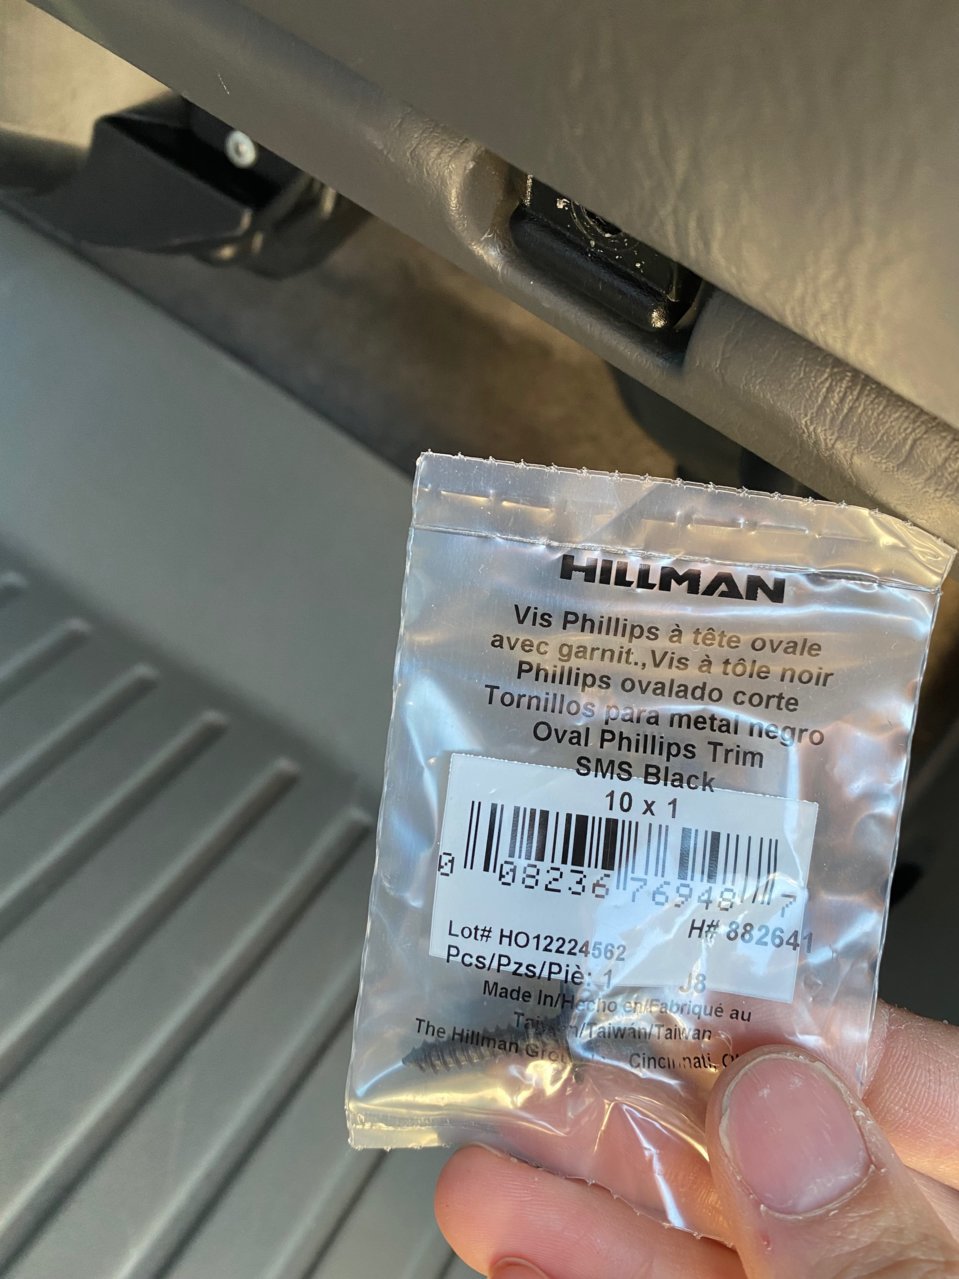 HILLMAN
Vis Phillips à tête ovale
avec garnit.,Vis à tôle noir
Phillips ovalado corte
Tornillos para metal negro
Oval Phillips Trim
SMS Black
10 x 1
0 08236 76948 7
H# 882641
Lot# HO12224562
Pcs/Pzs/Piè: 1 J8
Made In/Hecho en/Fabriqué au
Taiwan/Taiwan/Taiwan
The Hillman Cincinnati,